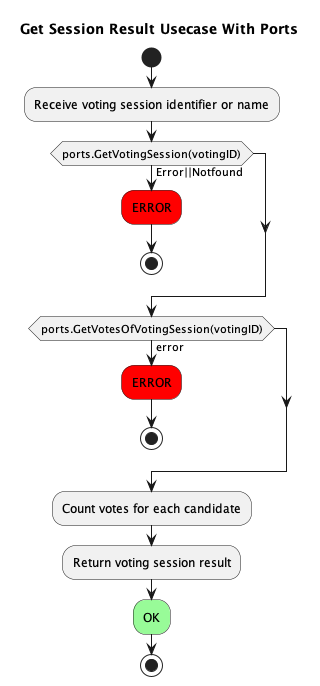 Get Session Result Usecase With Ports
Receive voting session identifier or name
ports.GetVotingSession(votingID)
Error||Notfound
ERROR
ports.GetVotesOfVotingSession(votingID)
error
ERROR
Count votes for each candidate
Return voting session result
OK